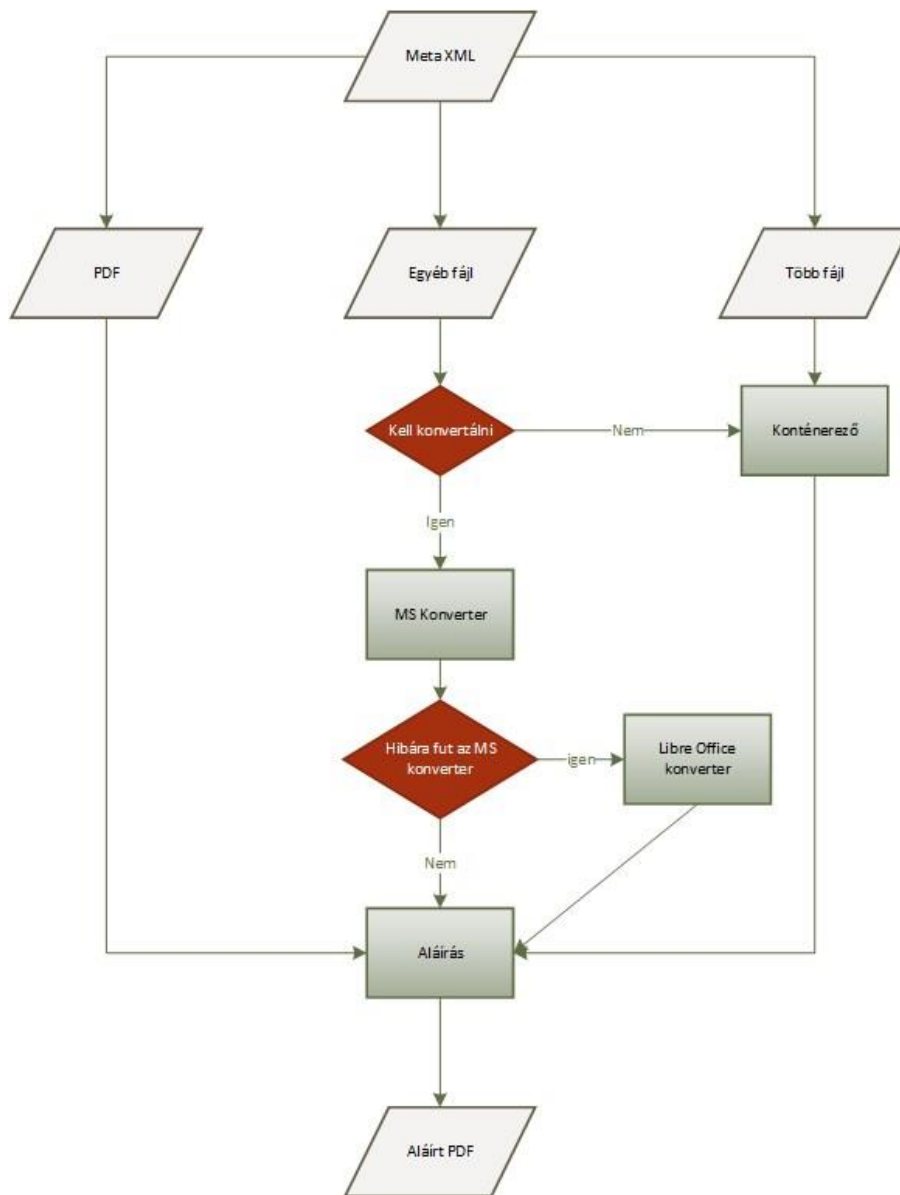 Meta XML
PDF
Egyéb fájl
Több fájl
Kell konvertálni
Nem
Konténerező
Igen
MS Konverter
Hibára fut az MS
konverter
igen
Libre Office
konverter
Nem
Aláírás
Aláírt PDF